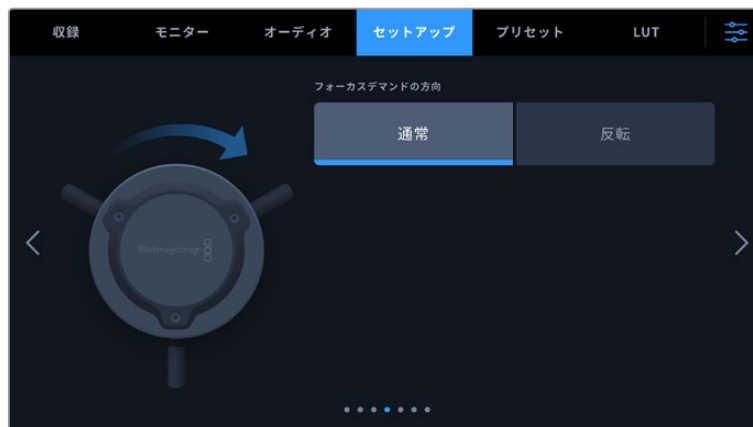 収録 モニター オーディオ セットアップ プリセット LUT
フォーカスデマンドの方向
通常 反転
Blackmagicdesign